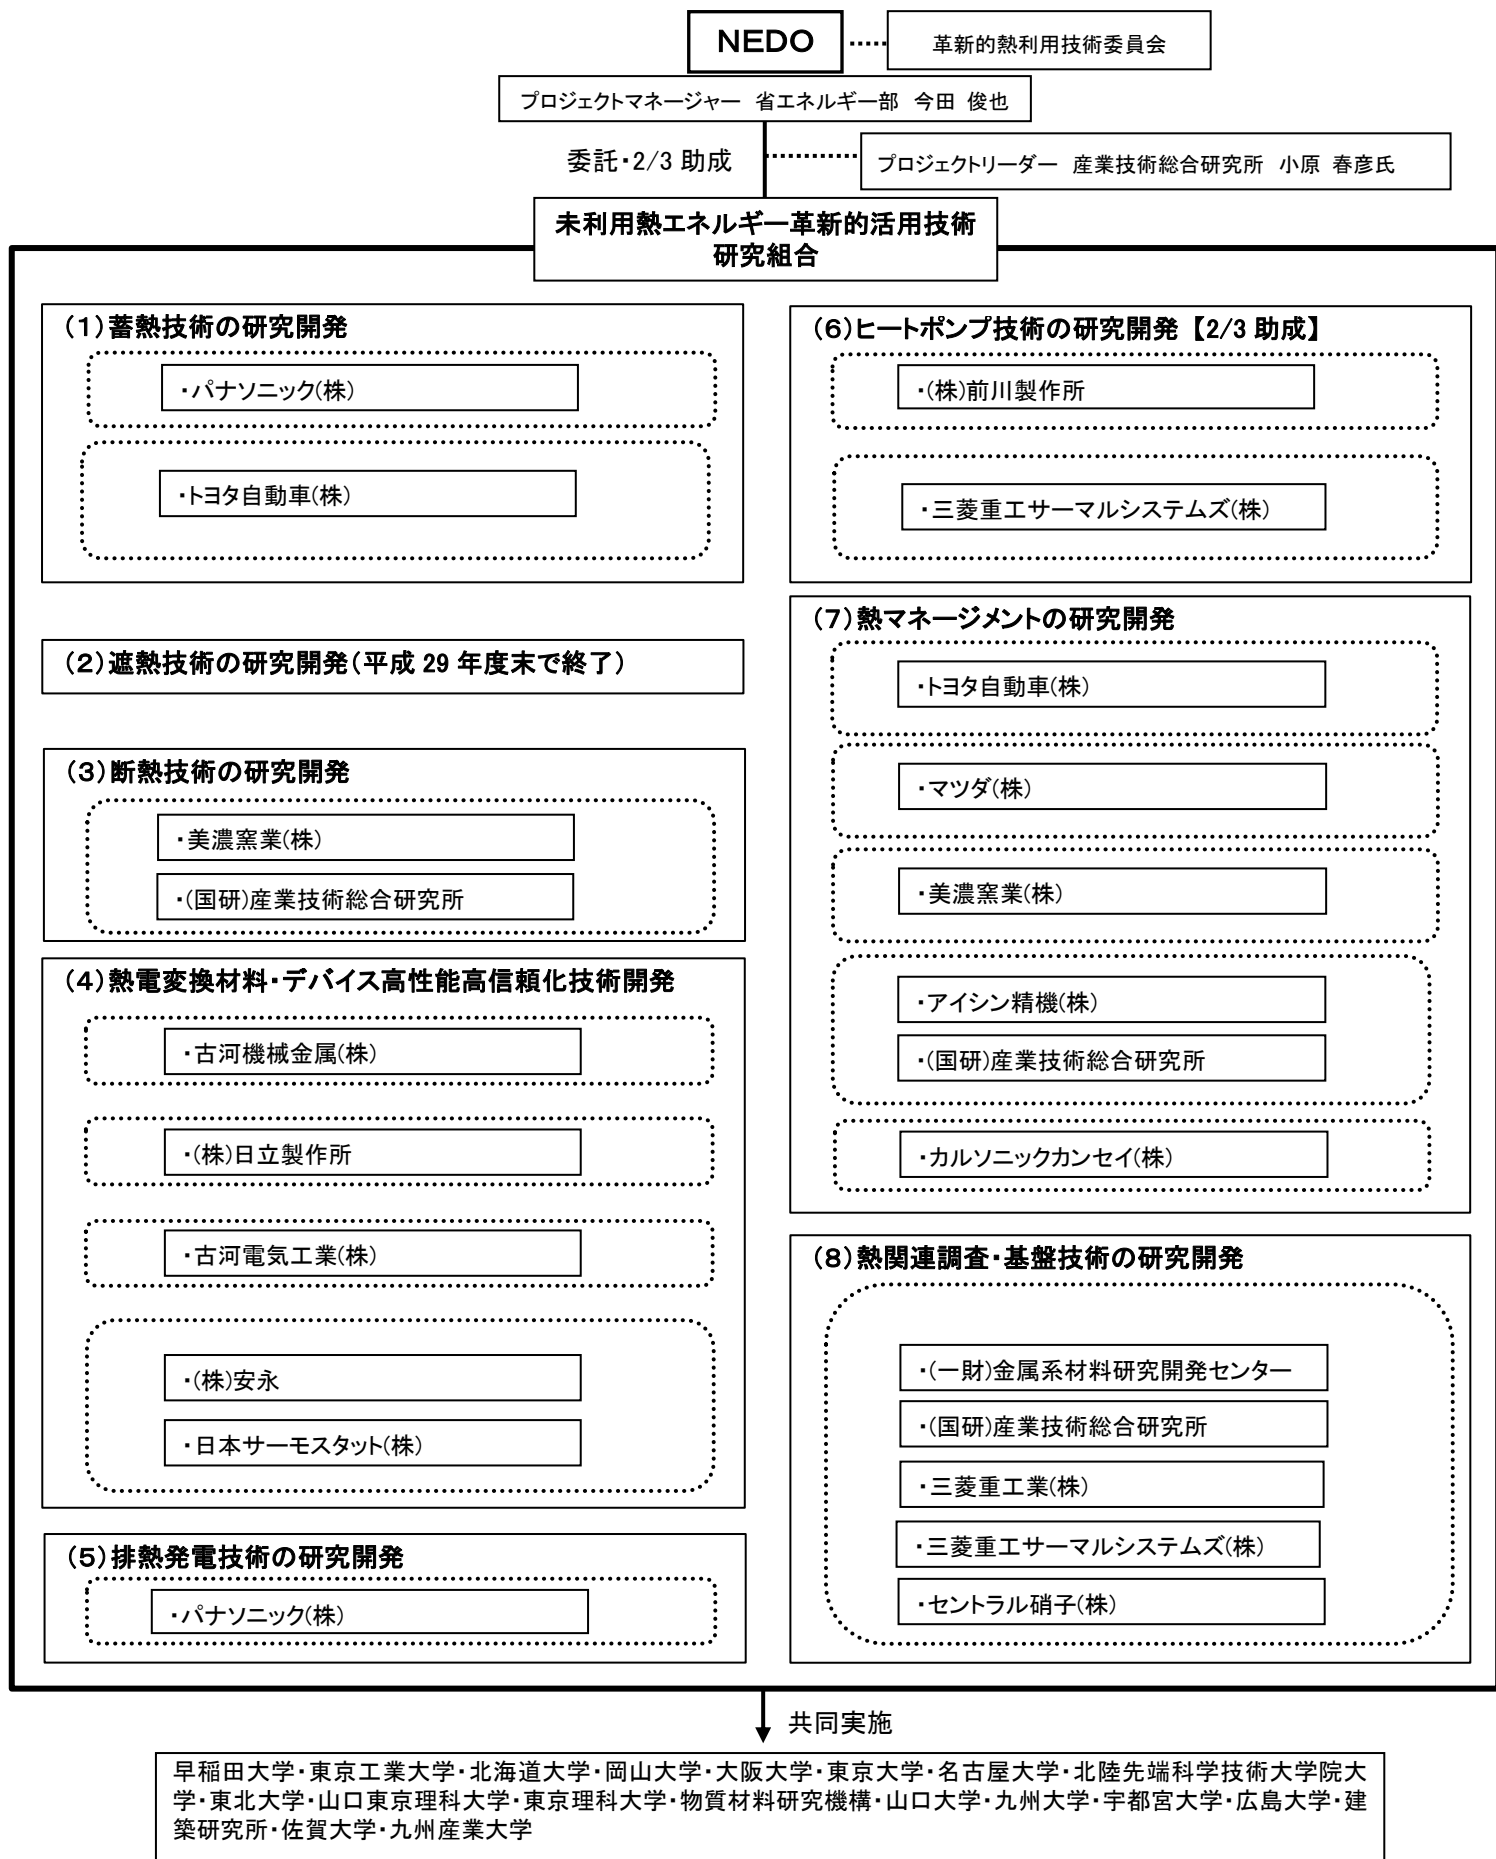 NEDO
革新的熱利用技術委員会
プロジェクトマネージャー 省エネルギー部 今田 俊也
委託・2/3 助成
プロジェクトリーダー 産業技術総合研究所 小原 春彦氏
未利用熱エネルギー革新的活用技術
研究組合
(1)蓄熱技術の研究開発
・パナソニック(株)
・トヨタ自動車(株)
(2)遮熱技術の研究開発(平成 29 年度末で終了)
(3)断熱技術の研究開発
・美濃窯業(株)
・(国研)産業技術総合研究所
(4)熱電変換材料・デバイス高性能高信頼化技術開発
・古河機械金属(株)
・(株)日立製作所
・古河電気工業(株)
・(株)安永
・日本サーモスタット(株)
(5)排熱発電技術の研究開発
・パナソニック(株)
(6)ヒートポンプ技術の研究開発【2/3 助成】
・(株)前川製作所
・三菱重工サーマルシステムズ(株)
(7)熱マネージメントの研究開発
・トヨタ自動車(株)
・マツダ(株)
・美濃窯業(株)
・アイシン精機(株)
・(国研)産業技術総合研究所
・カルソニックカンセイ(株)
(8)熱関連調査・基盤技術の研究開発
・(一財)金属系材料研究開発センター
・(国研)産業技術総合研究所
・三菱重工業(株)
・三菱重工サーマルシステムズ(株)
・セントラル硝子(株)
共同実施
早稲田大学・東京工業大学・北海道大学・岡山大学・大阪大学・東京大学・名古屋大学・北陸先端科学技術大学院大
学・東北大学・山口東京理科大学・東京理科大学・物質材料研究機構・山口大学・九州大学・宇都宮大学・広島大学・建
築研究所・佐賀大学・九州産業大学